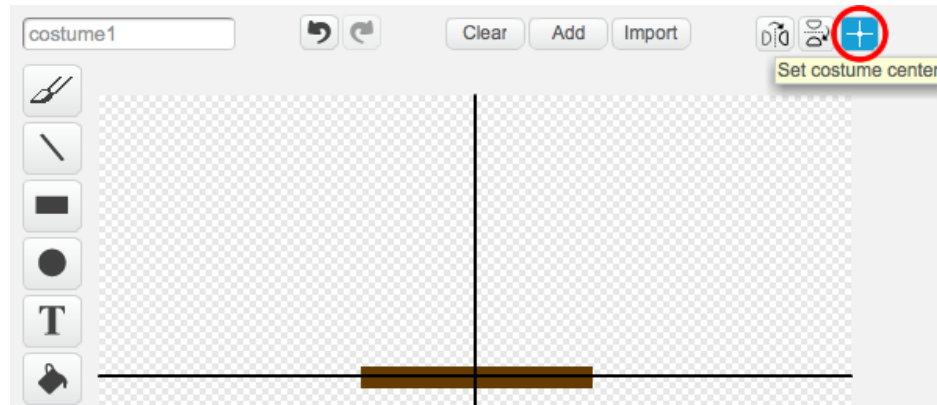 costume1
Clear
Add
Import
Set costume center
T